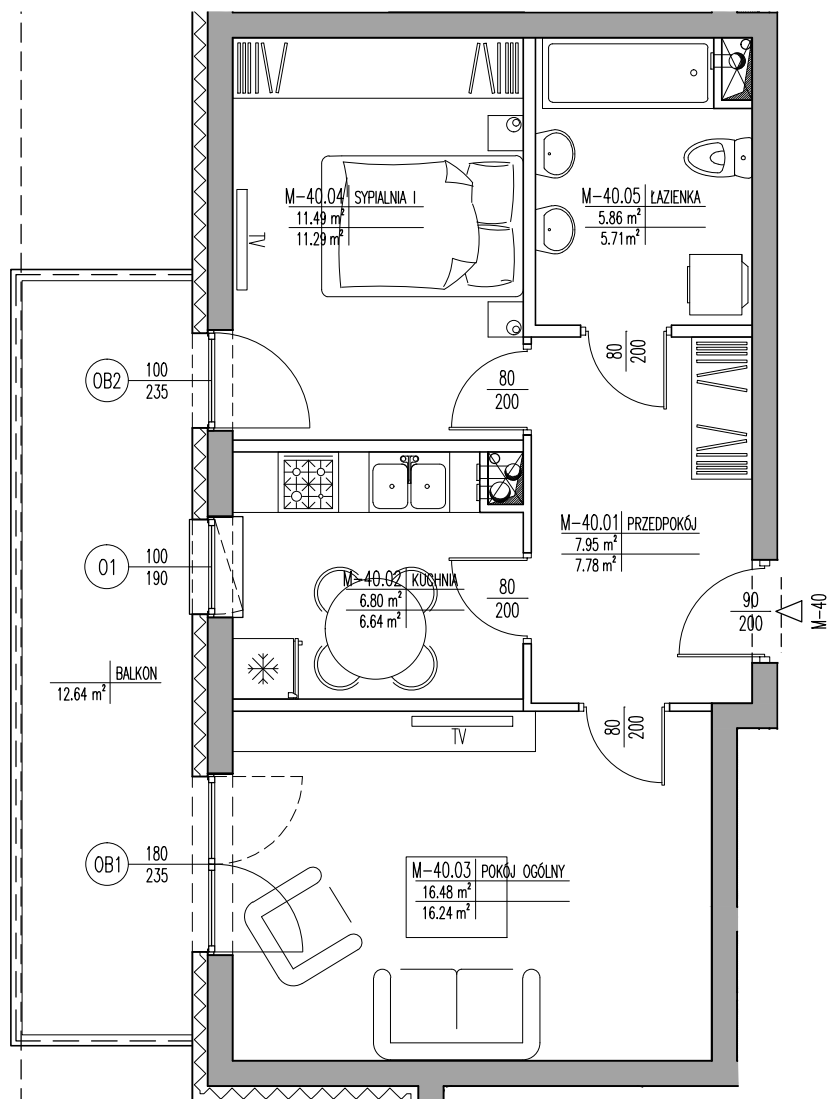 M-40.04 SYPIALNIA I
11.49 m²
11.29 m²
TV
M-40.05 ŁAZIENKA
5.86 m²
5.71m²
OB2
100
235
80
200
80
200
M-40.01 PRZEDPOKÓJ
7.95 m²
7.78 m²
O1
100
190
M-40.02 KUCHNIA
6.80 m²
6.64 m²
80
200
90
200
M-40
BALKON
12.64 m²
80
200
TV
OB1
180
235
M-40.03 POKÓJ OGÓLNY
16.48 m²
16.24 m²